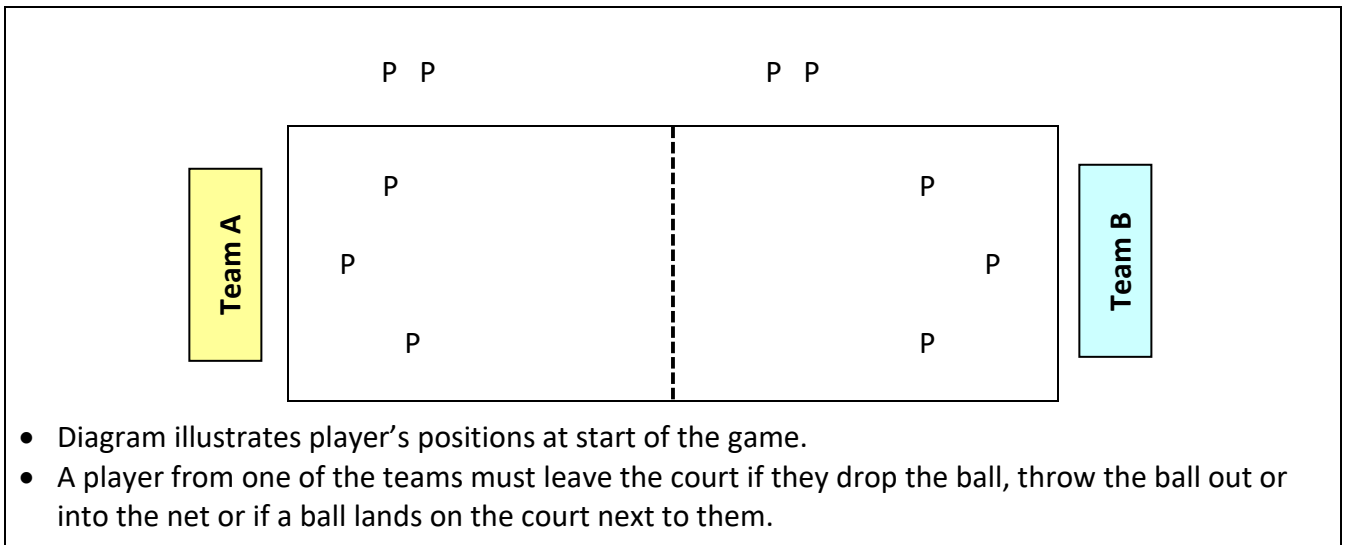 P P P P
P P
Team A Team B
P P
P P
• Diagram illustrates player’s positions at start of the game.
• A player from one of the teams must leave the court if they drop the ball, throw the ball out or
into the net or if a ball lands on the court next to them.